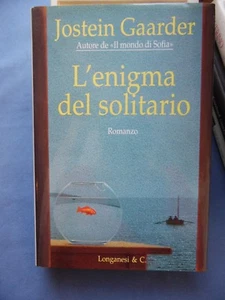 Jostein Gaarder
Autore de «Il mondo di Sofia»
L'enigma
del solitario
Romanzo
Longanesi & C.